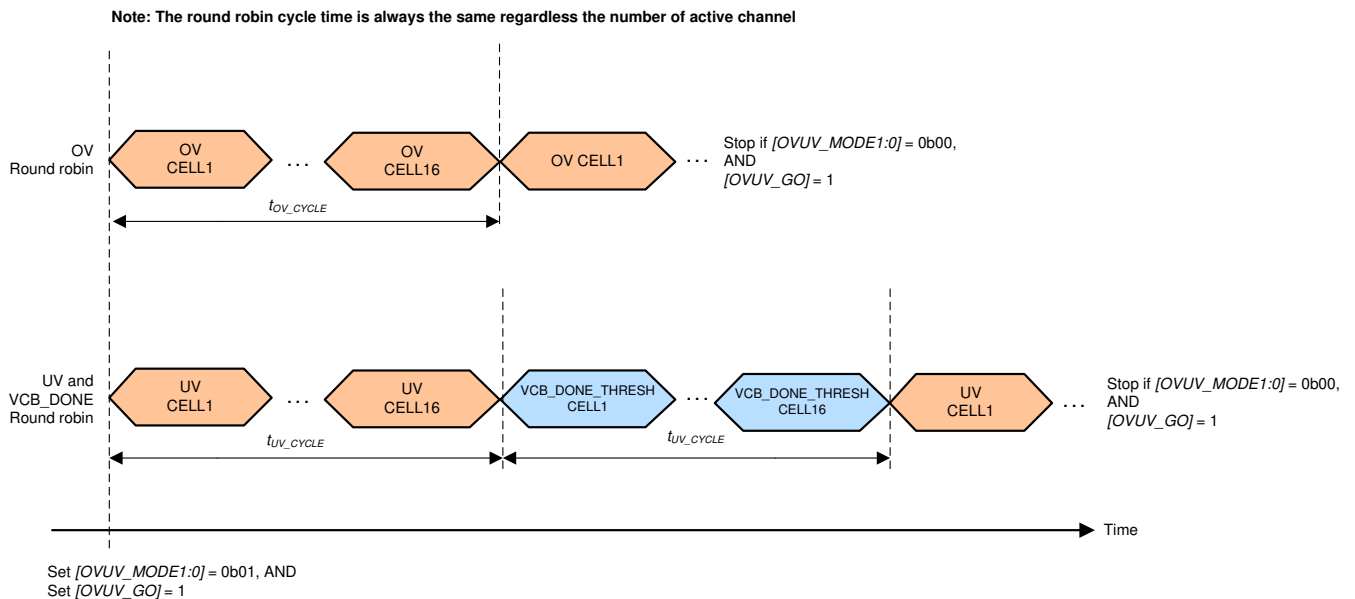 Note: The round robin cycle time is always the same regardless the number of active channel
OV
Round robin
OV
CELL1
...
OV
CELL16
OV CELL1
...
Stop if [OVUV_MODE1:0] = 0b00,
AND
[OVUV_GO] = 1
tOV_CYCLE
UV and
VCB_DONE
Round robin
UV
CELL1
...
UV
CELL16
VCB_DONE_THRESH
CELL1
...
VCB_DONE_THRESH
CELL16
UV
CELL1
...
Stop if [OVUV_MODE1:0] = 0b00,
AND
[OVUV_GO] = 1
tUV_CYCLE
tUV_CYCLE
Time
Set [OVUV_MODE1:0] = 0b01, AND
Set [OVUV_GO] = 1